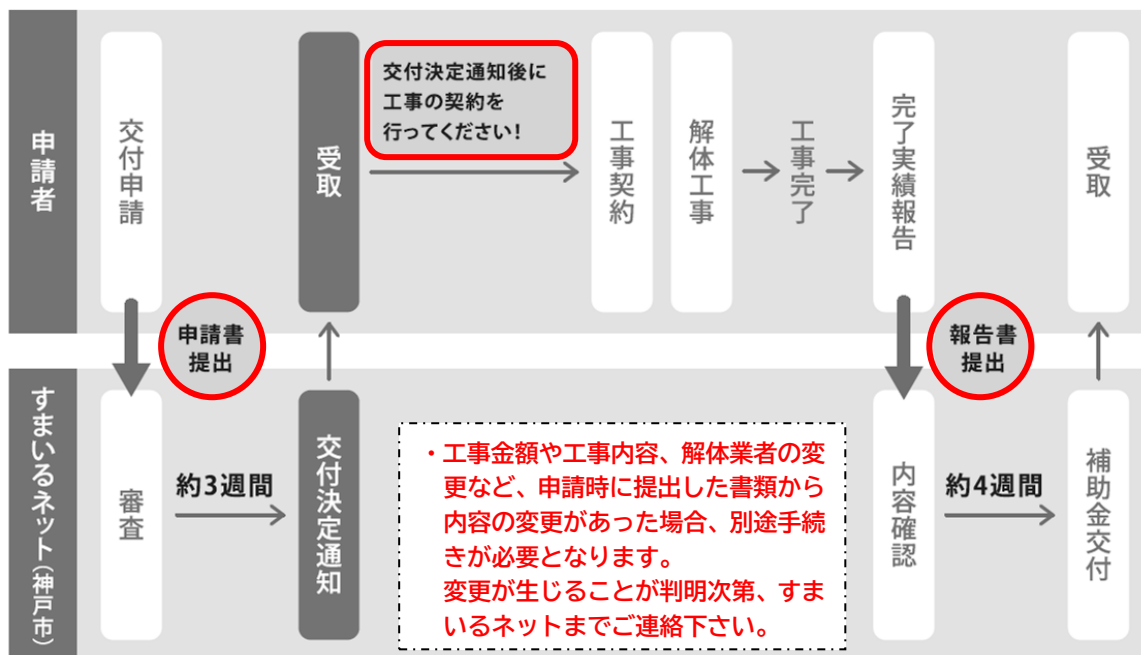 申請者
交付申請
受取
交付決定通知後に
工事の契約を
行ってください!
工事契約
解体工事
工事完了
完了実績報告
受取
申請書
提出
報告書
提出
すまいるネット(神戸市)
審査
約3週間
交付決定通知
・工事金額や工事内容、解体業者の変
更など、申請時に提出した書類から
内容の変更があった場合、別途手続
きが必要となります。
変更が生じることが判明次第、すま
いるネットまでご連絡下さい。
内容確認
約4週間
補助金交付